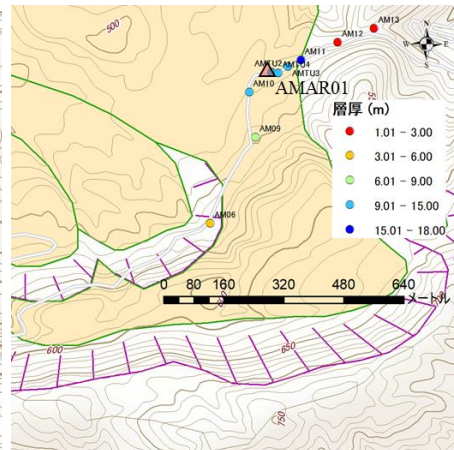 500
AM13
N
AM12
W E
AM11
S
AMTU2
AMTU4
AMTU3
AM10
AMAR01
層厚 (m)
1.01 - 3.00
AM09
3.01 - 6.00
6.01 - 9.00
9.01 - 15.00
AM06
15.01 - 18.00
0 80 160 320 480 640
メートル
600
600
650
650
750